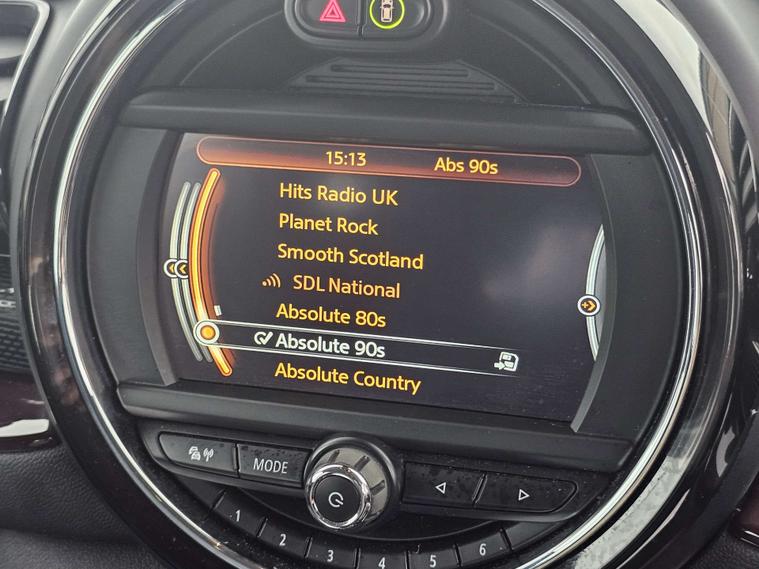 15:13 Abs 90s
Hits Radio UK
Planet Rock
Smooth Scotland
SDL National
Absolute 80s
Absolute 90s
Absolute Country
MODE
1 2 3 4 5 6